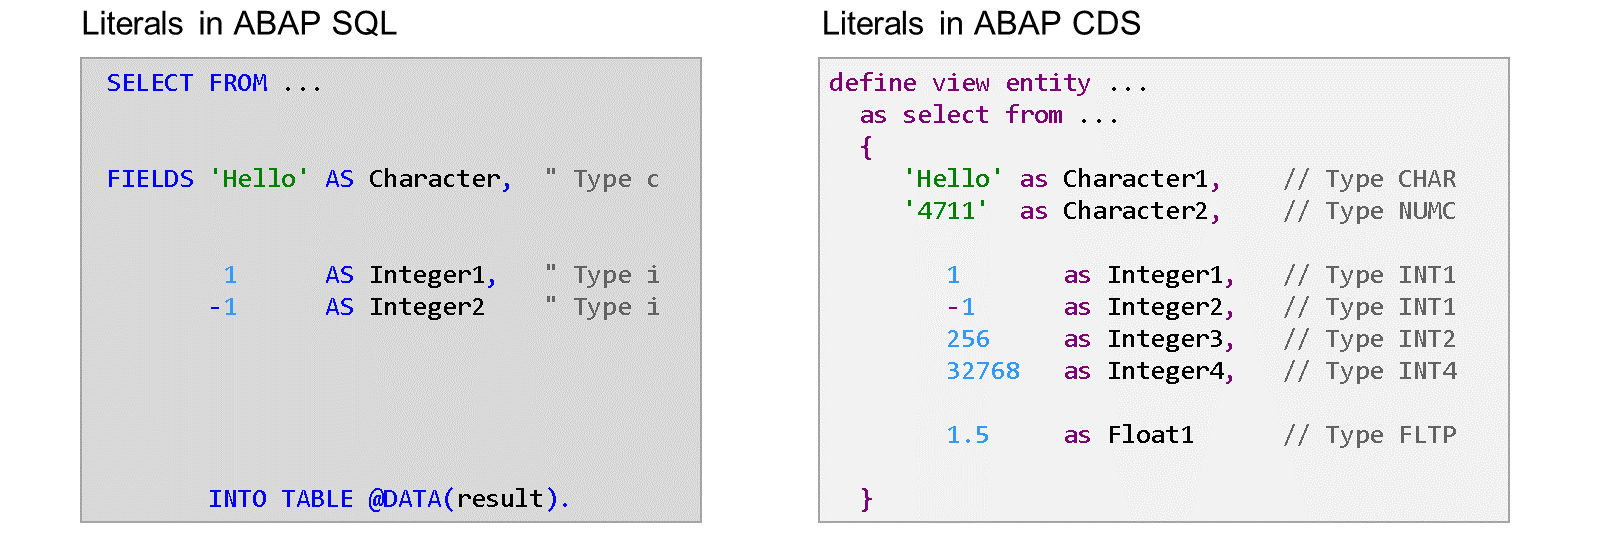 Literals in ABAP SQL
SELECT FROM ...
FIELDS 'Hello' AS Character, " Type c
1 AS Integer1, " Type i
-1 AS Integer2 " Type i
INTO TABLE @DATA(result).
Literals in ABAP CDS
define view entity ...
as select from ...
{
'Hello' as Character1, // Type CHAR
'4711' as Character2, // Type NUMC
1 as Integer1, // Type INT1
-1 as Integer2, // Type INT1
256 as Integer3, // Type INT2
32768 as Integer4, // Type INT4
1.5 as Float1 // Type FLTP
}